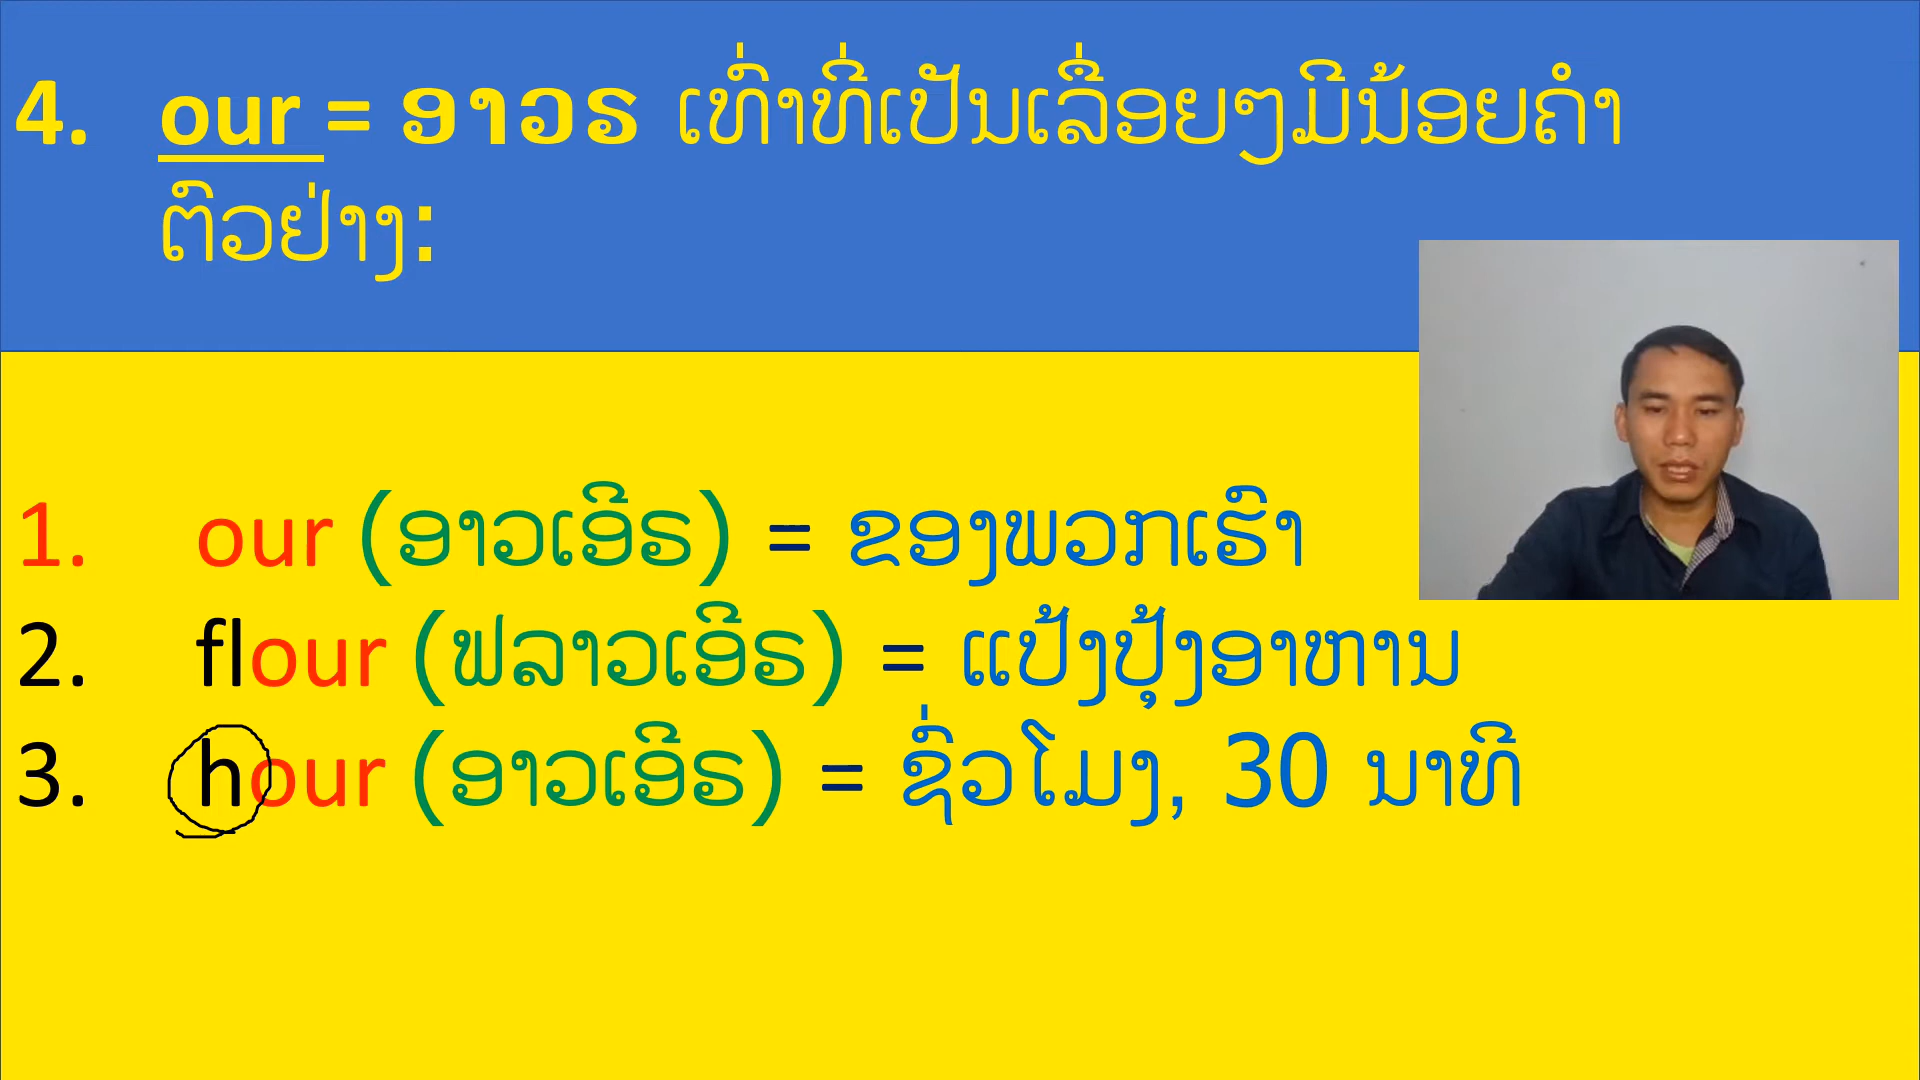 4. our = ອາວຣ ເທົ່າທີ່ເປັນເລື່ອຍໆມີນ້ອຍຄຳ
ຕົວຢ່າງ:
1. our (ອາວເອີຣ) = ຂອງພວກເຮົາ
2. flour (ຟລາວເອີຣ) = ແປ້ງປຸ້ງອາຫານ
3. hour (ອາວເອີຣ) = ຊົ່ວໂມງ, 30 ນາທີ